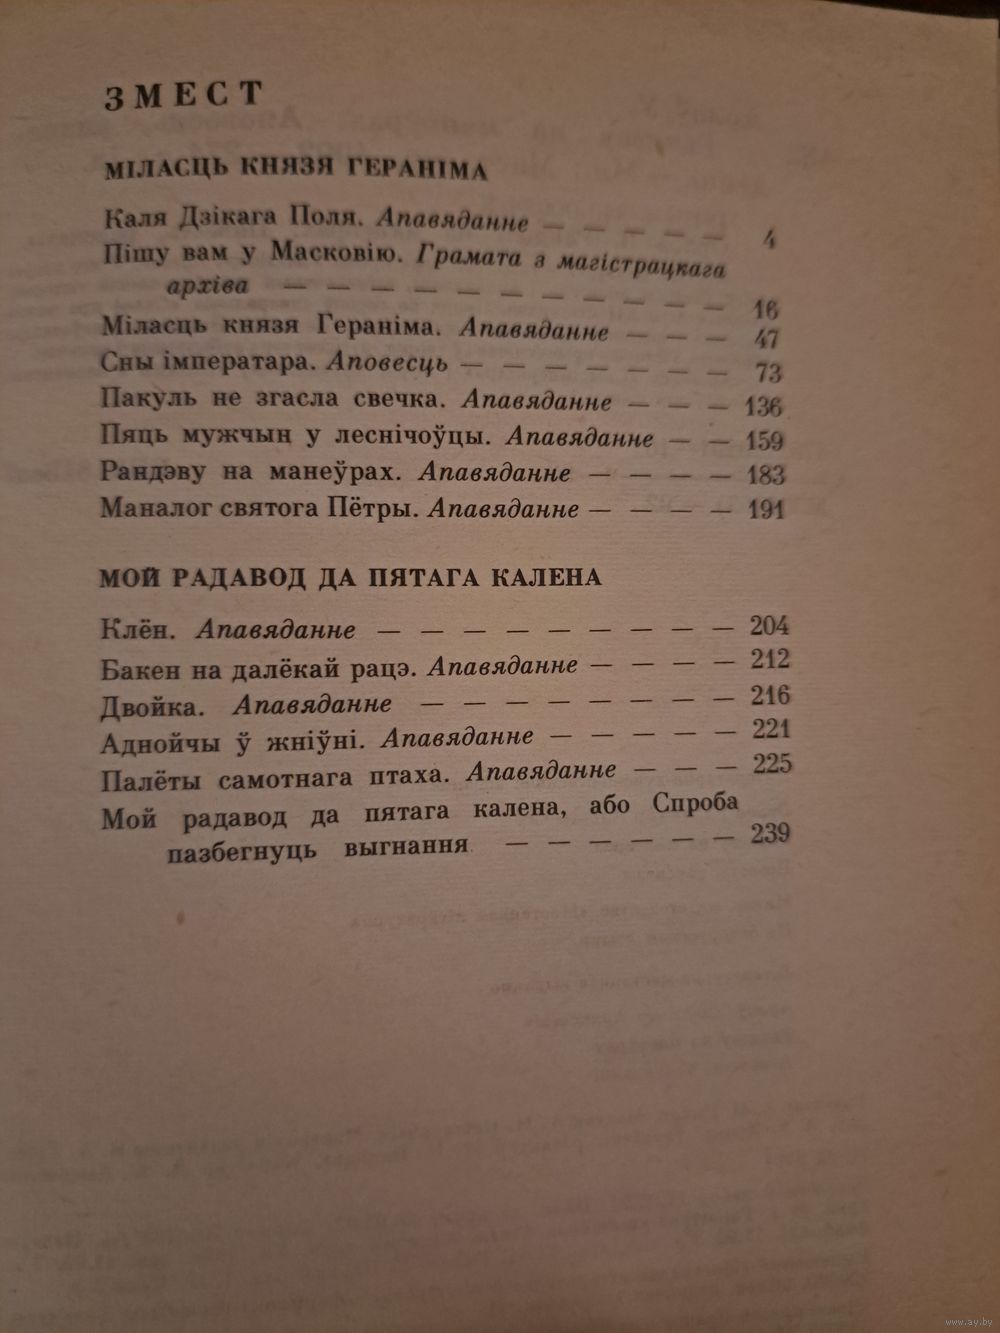 ЗМЕСТ
МІЛАСЦЬ КНЯЗЯ ГЕРАНІМА
Каля Дзікага Поля. Апавяданне — — — — — 4
Пішу вам у Масковію. Грамата з магістрацкага
архіва — — — — — — — — — — — 16
Міласць князя Гераніма. Апавяданне — — — 47
Сны імператара. Аповесць — — — — — — — 73
Пакуль не згасла свечка. Апавяданне — — — 136
Пяць мужчын у леснічоўцы. Апавяданне — — 159
Рандэву на манеўрах. Апавяданне — — — — 183
Маналог святога Пётры. Апавяданне — — — — 191
МОЙ РАДАВОД ДА ПЯТАГА КАЛЕНА
Клён. Апавяданне — — — — — — — — — 204
Бакен на далёкай рацэ. Апавяданне — — — — 212
Двойка. Апавяданне — — — — — — — — 216
Аднойчы ў жніўні. Апавяданне — — — — — 221
Палёты самотнага птаха. Апавяданне — — — 225
Мой радавод да пятага калена, або Спроба
пазбегнуць выгнання — — — — — — 239
www.ay.by